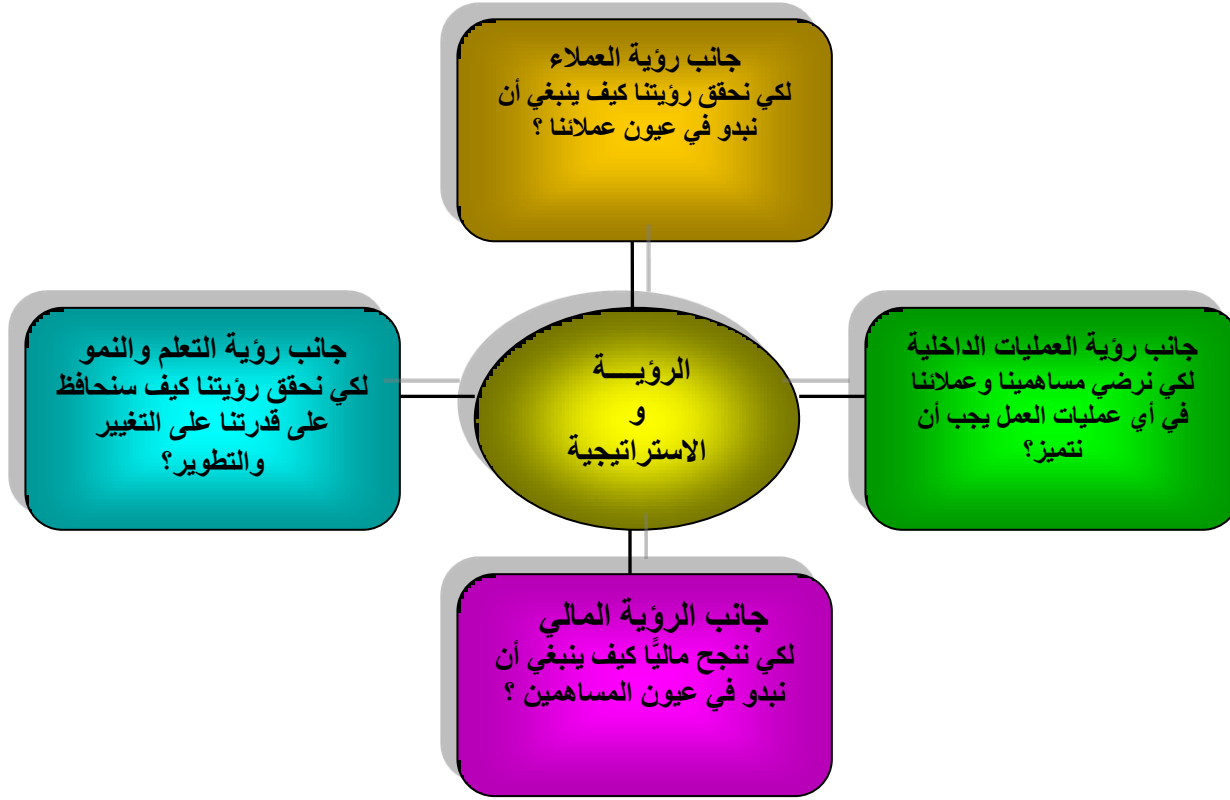 جانب رؤية العملاء
لكي نحقق رؤيتنا كيف ينبغي أن
نبدو في عيون عملائنا ؟
جانب رؤية العمليات الداخلية
لكي نرضي مساهمينا وعملائنا
في أي عمليات العمل يجب أن
نتميز؟
الرؤيـــة
و
الاستراتيجية
جانب رؤية التعلم والنمو
لكي نحقق رؤيتنا كيف سنحافظ
على قدرتنا على التغيير
والتطوير؟
جانب الرؤية المالي
لكي ننجح ماليًّا كيف ينبغي أن
نبدو في عيون المساهمين ؟